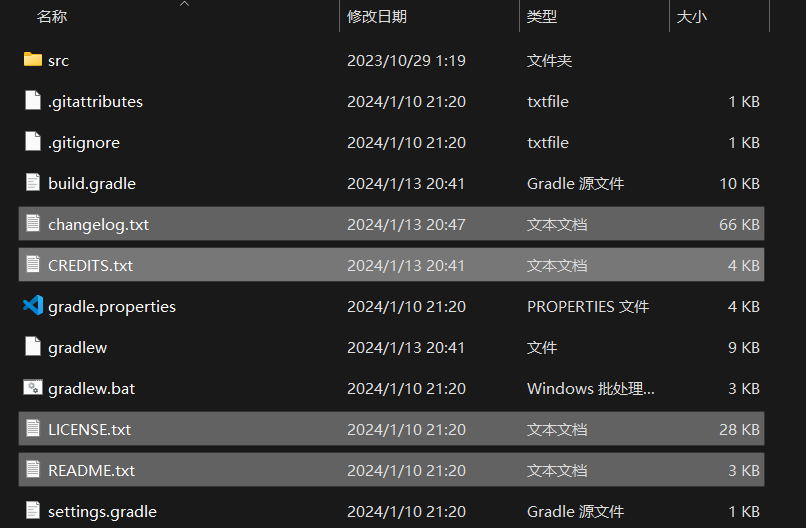 名称 修改日期 类型 大小
src 2023/10/29 1:19 文件夹
.gitattributes 2024/1/10 21:20 txtfile 1 KB
.gitignore 2024/1/10 21:20 txtfile 1 KB
build.gradle 2024/1/13 20:41 Gradle 源文件 10 KB
changelog.txt 2024/1/13 20:47 文本文档 66 KB
CREDITS.txt 2024/1/13 20:41 文本文档 4 KB
gradle.properties 2024/1/10 21:20 PROPERTIES 文件 4 KB
gradlew 2024/1/13 20:41 文件 9 KB
gradlew.bat 2024/1/10 21:20 Windows 批处理... 3 KB
LICENSE.txt 2024/1/10 21:20 文本文档 28 KB
README.txt 2024/1/10 21:20 文本文档 3 KB
settings.gradle 2024/1/10 21:20 Gradle 源文件 1 KB